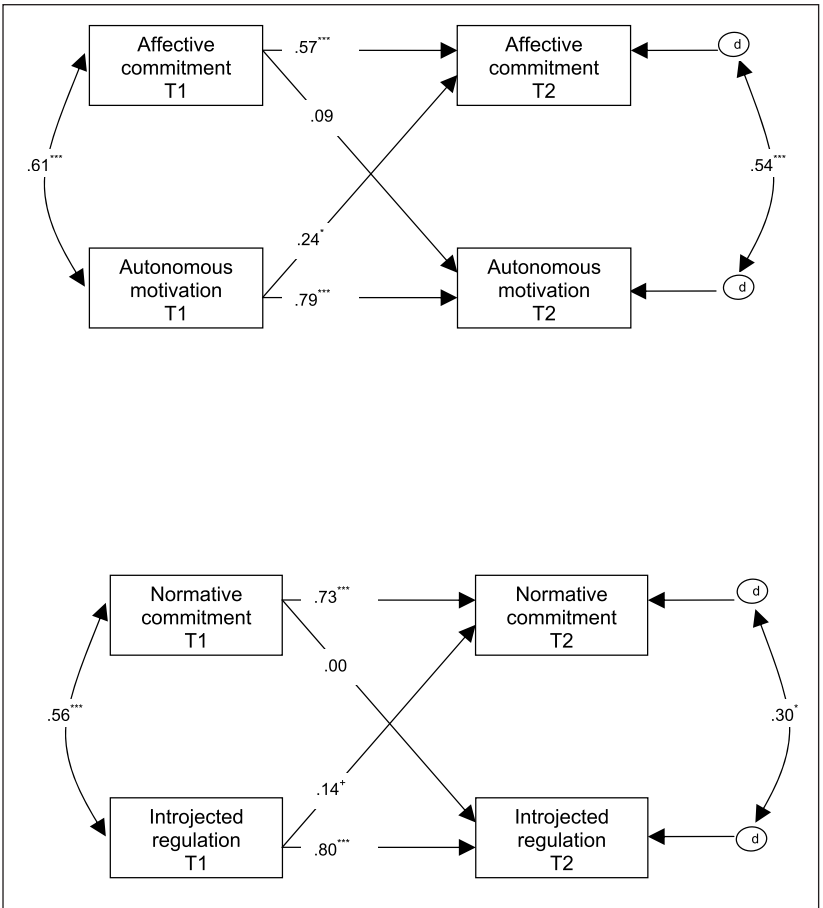 Affective
commitment
T1
.57***
Affective
commitment
T2
d
.09
.61***
.54***
.24*
Autonomous
motivation
T1
.79***
Autonomous
motivation
T2
d
Normative
commitment
T1
.73***
Normative
commitment
T2
d
.00
.56***
.30*
.14+
Introjected
regulation
T1
.80***
Introjected
regulation
T2
d